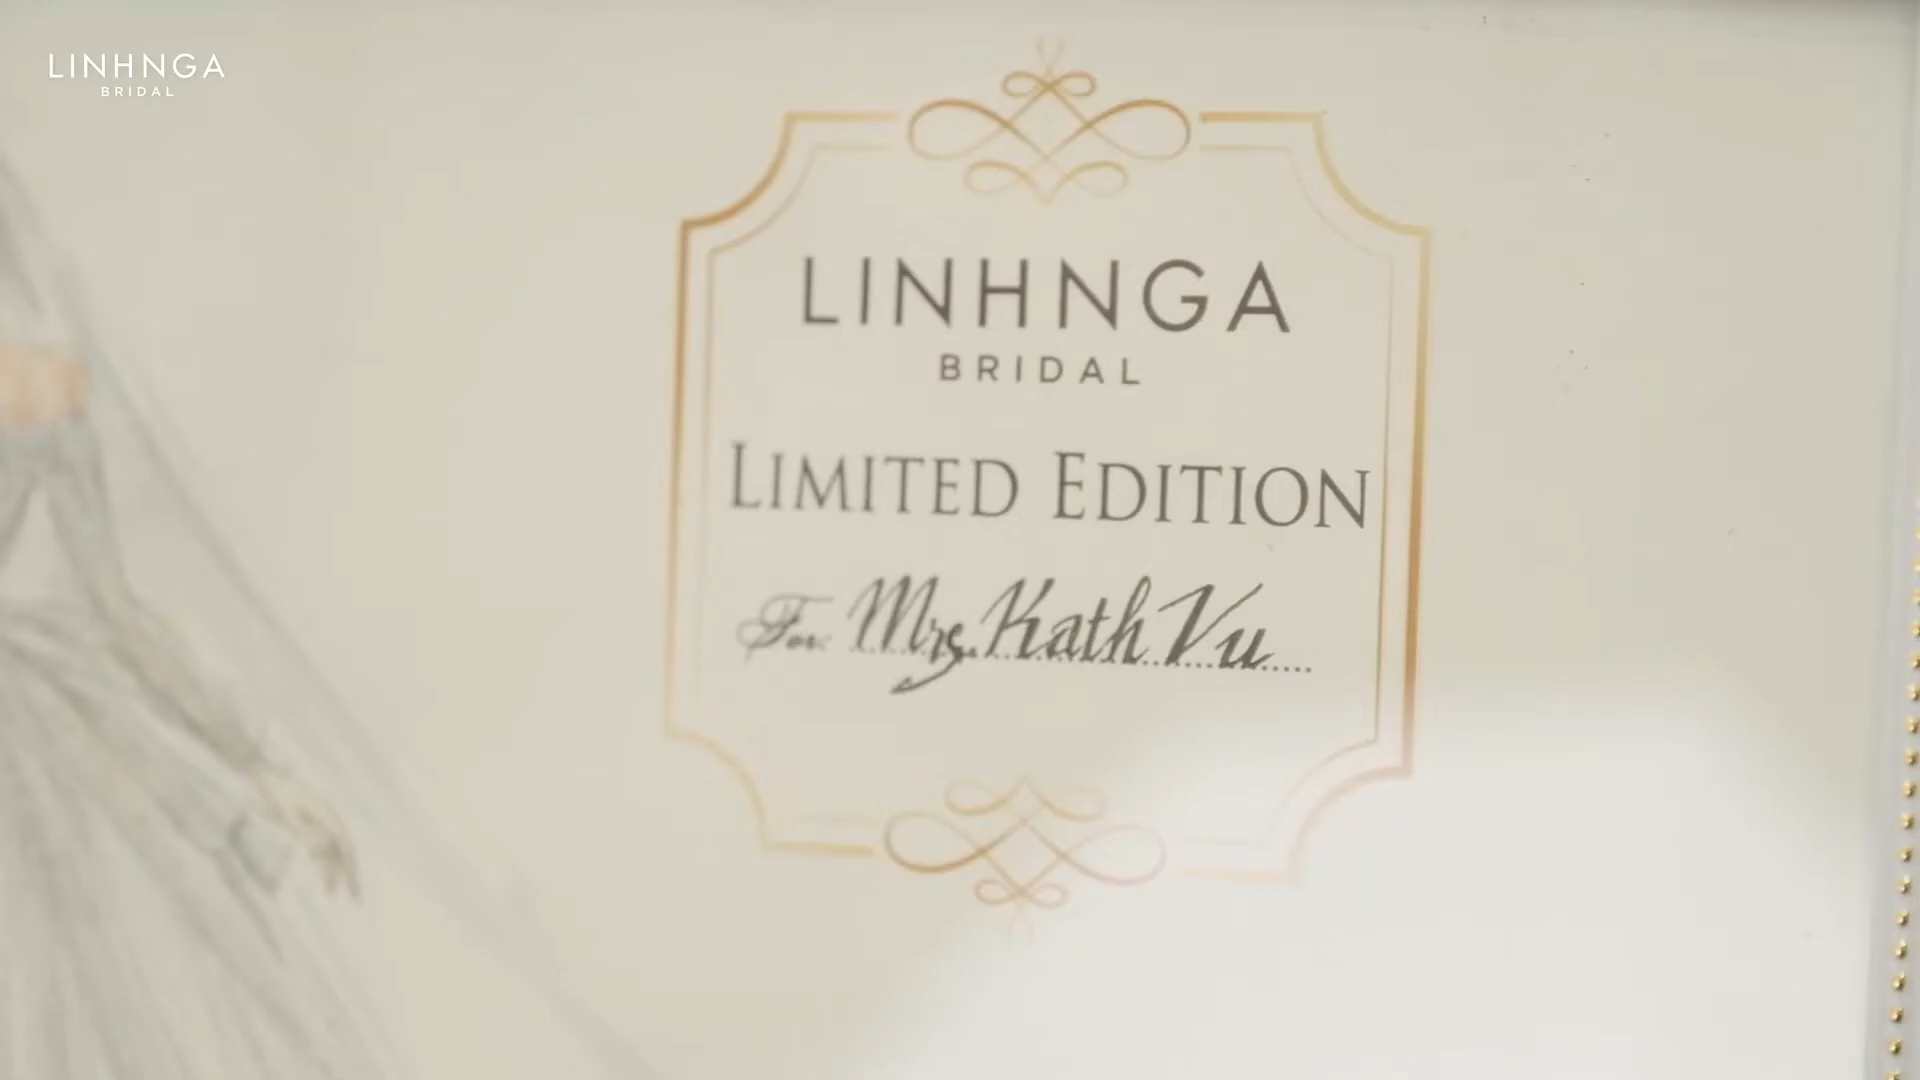 LINHNGA
BRIDAL
LINHNGA
BRIDAL
LIMITED EDITION
For: Mrs. Kath Vu